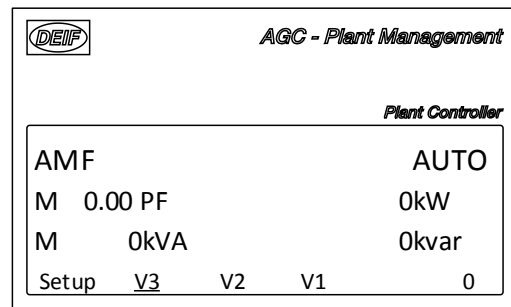 DEIF AGC - Plant Management
Plant Controller
AMF AUTO
M 0.00 PF 0kW
M 0kVA 0kvar
Setup V3 V2 V1 0